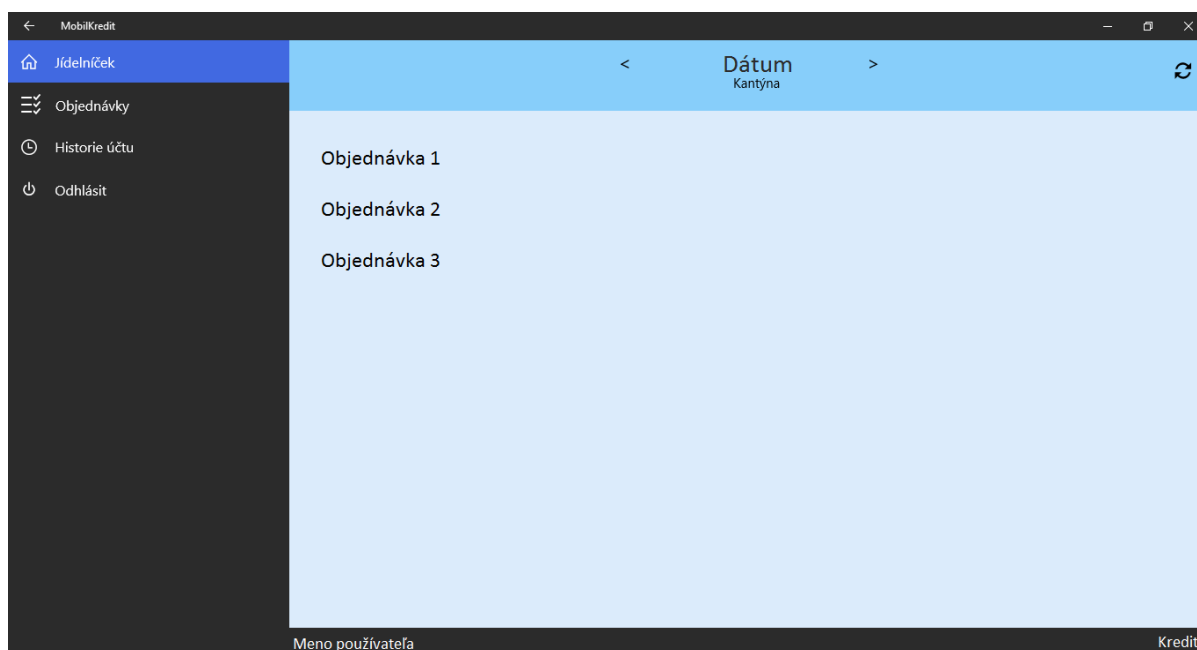 MobilKredit
Jídelníček
Objednávky
Historie účtu
Odhlásit
< Dátum >
Kantýna
Objednávka 1
Objednávka 2
Objednávka 3
Meno používateľa
Kredit